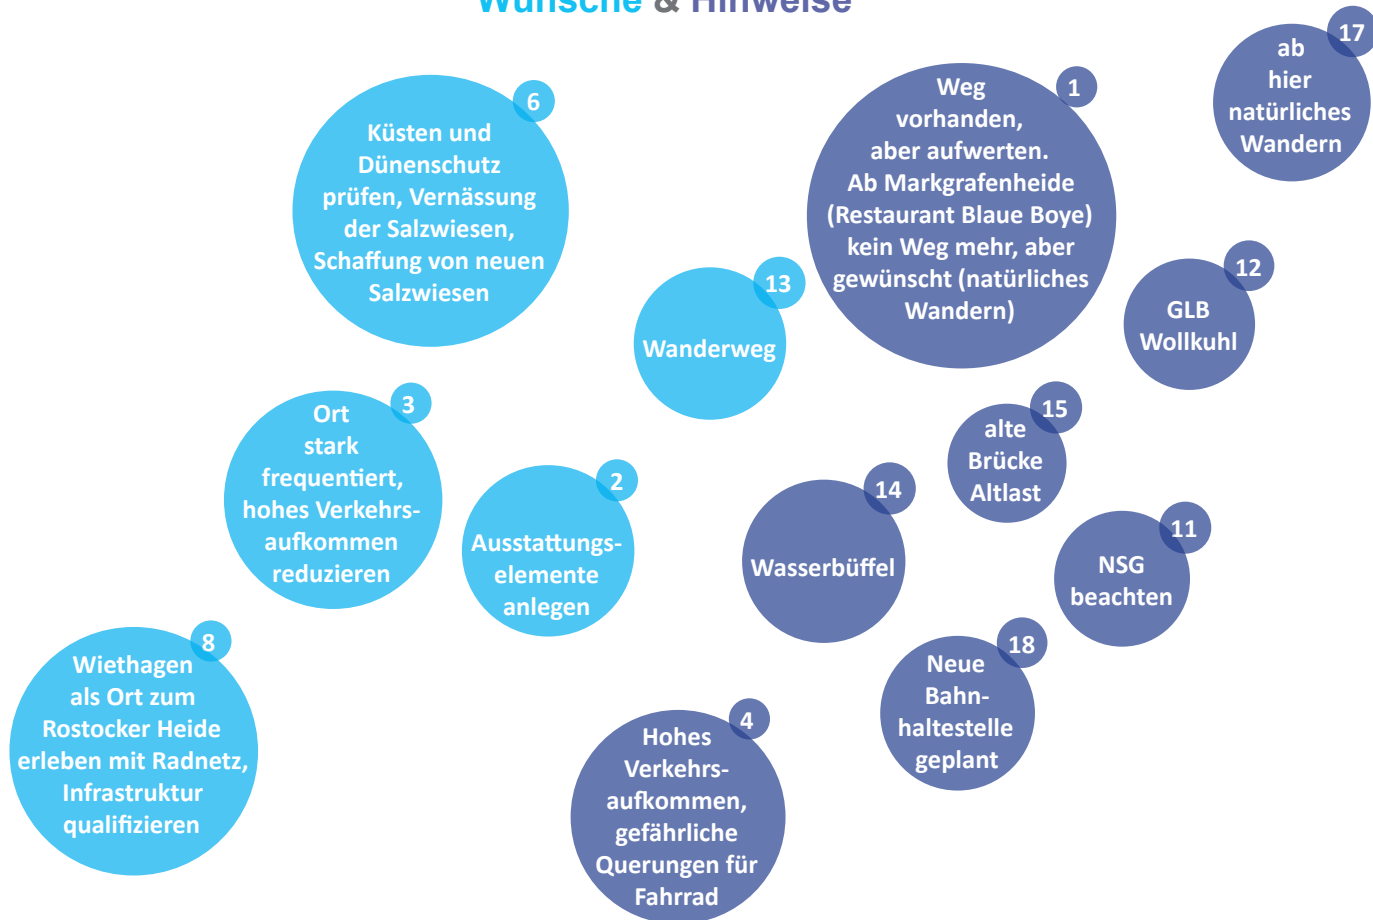 Wünsche & Hinweise
17
ab
hier
natürliches
Wandern
6
Küsten und
Dünenschutz
prüfen, Vernässung
der Salzwiesen,
Schaffung von neuen
Salzwiesen
1
Weg
vorhanden,
aber aufwerten.
Ab Markgrafenheide
(Restaurant Blaue Boye)
kein Weg mehr, aber
gewünscht (natürliches
Wandern)
13
Wanderweg
12
GLB
Wollkuhl
3
Ort
stark
frequentiert,
hohes Verkehrs-
aufkommen
reduzieren
2
Ausstattungs-
elemente
anlegen
14
Wasserbüffel
15
alte
Brücke
Altlast
11
NSG
beachten
8
Wiethagen
als Ort zum
Rostocker Heide
erleben mit Radnetz,
Infrastruktur
qualifizieren
4
Hohes
Verkehrs-
aufkommen,
gefährliche
Querungen für
Fahrrad
18
Neue
Bahn-
haltestelle
geplant